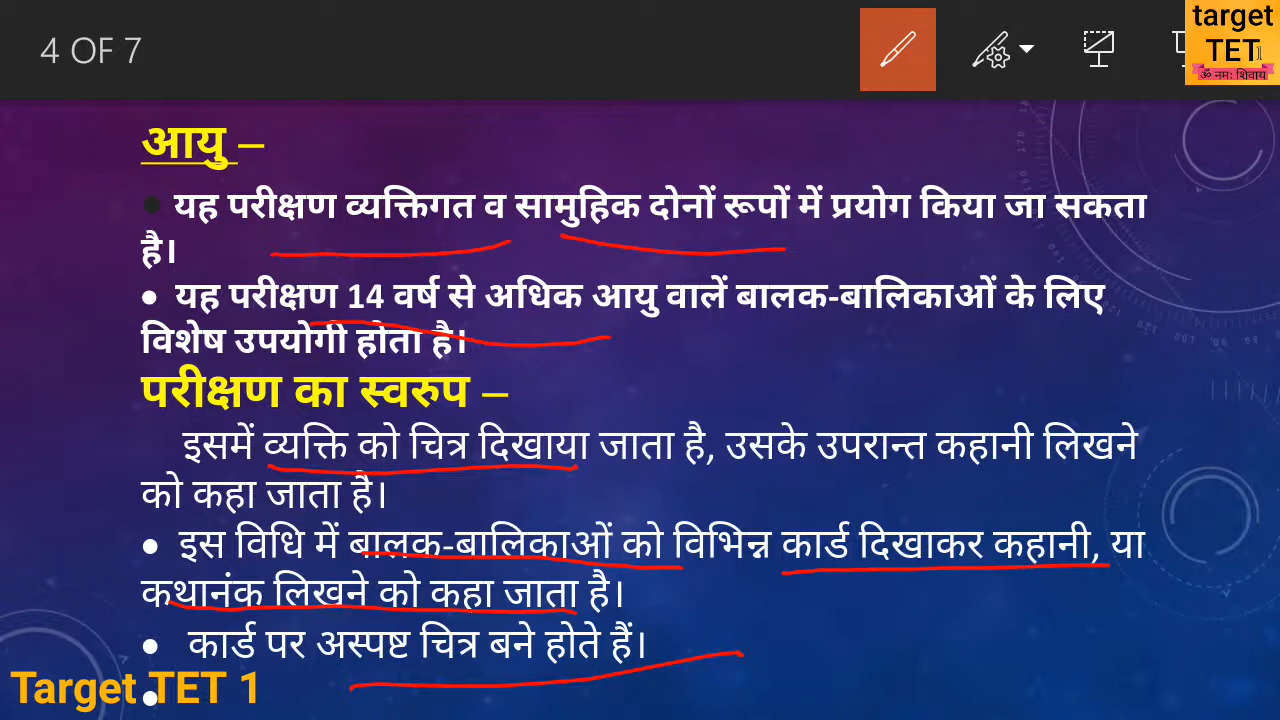 4 OF 7
target
TET1
ॐ नमः शिवाय
आयु –
• यह परीक्षण व्यक्तिगत व सामुहिक दोनों रूपों में प्रयोग किया जा सकता
है।
• यह परीक्षण 14 वर्ष से अधिक आयु वालें बालक-बालिकाओं के लिए
विशेष उपयोगी होता है।
परीक्षण का स्वरुप –
इसमें व्यक्ति को चित्र दिखाया जाता है, उसके उपरान्त कहानी लिखने
को कहा जाता है।
• इस विधि में बालक-बालिकाओं को विभिन्न कार्ड दिखाकर कहानी, या
कथानंक लिखने को कहा जाता है।
• कार्ड पर अस्पष्ट चित्र बने होते हैं।
Target TET 1